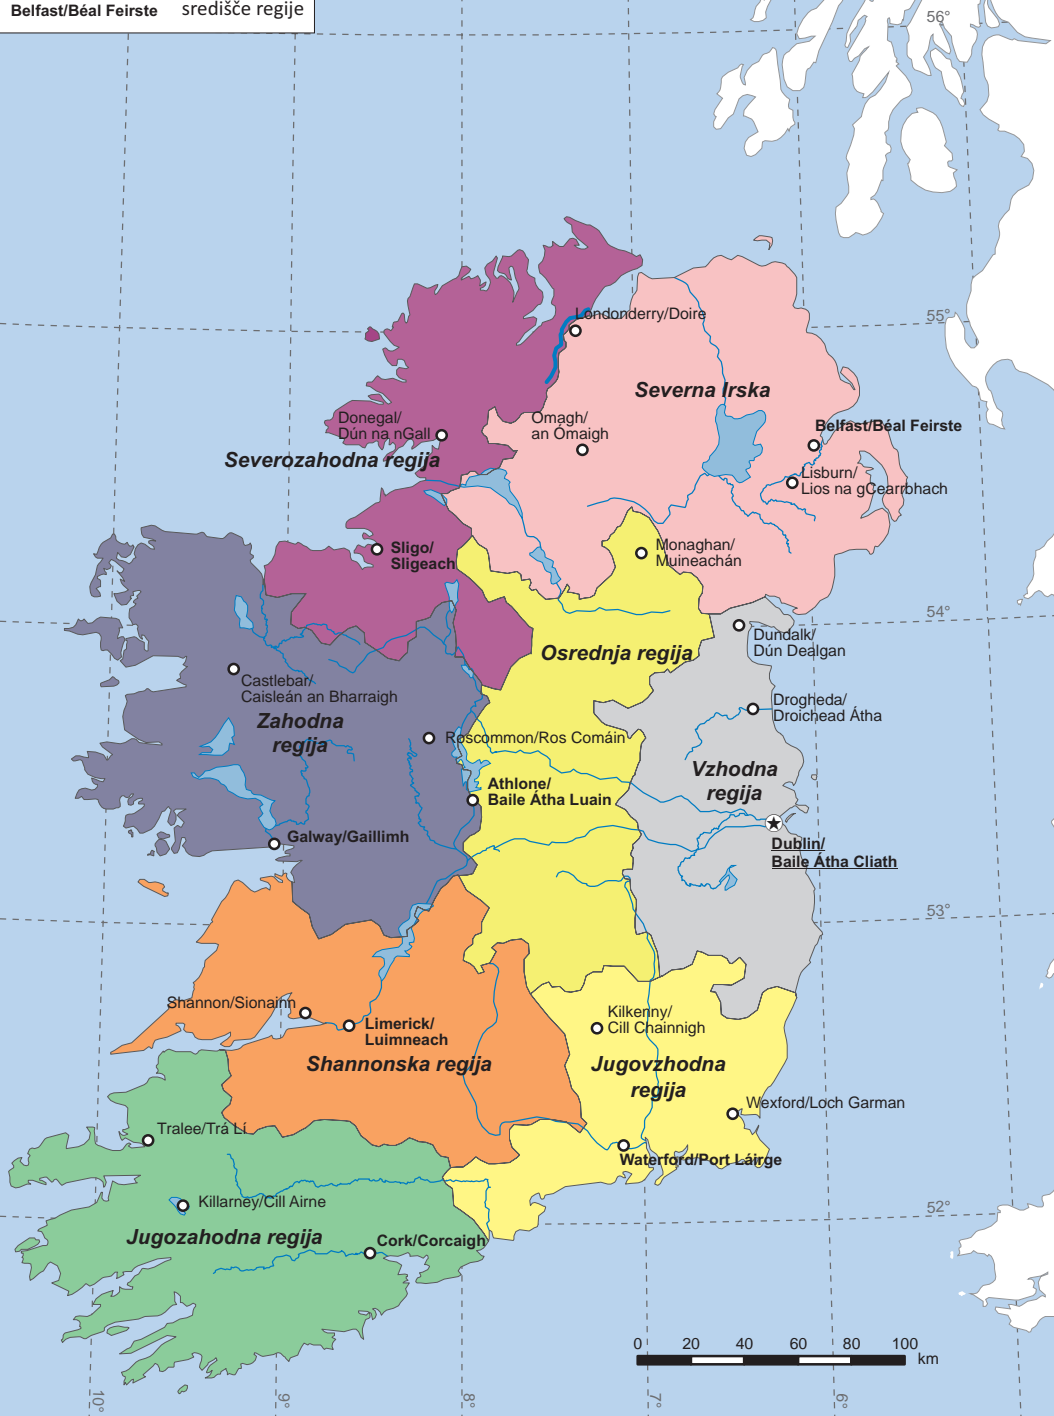 Belfast/Béal Feirste središče regije
56°
55°
Londonderry/Doire
Severna Irska
Donegal/
Dún na nGall
Omagh/
an Ómaigh
Belfast/Béal Feirste
Severozahodna regija
Lisburn/
Lios na gCearrbhach
Sligo/
Sligeach
Monaghan/
Muineachán
54°
Dundalk/
Dún Dealgan
Osrednja regija
Castlebar/
Caisleán an Bharraigh
Drogheda/
Droichead Átha
Zahodna
regija
Roscommon/Ros Comáin
Vzhodna
regija
Athlone/
Baile Átha Luain
Galway/Gaillimh
Dublin/
Baile Átha Cliath
53°
Shannon/Sionainn
Limerick/
Luimneach
Kilkenny/
Cill Chainnigh
Shannonska regija
Jugovzhodna
regija
Wexford/Loch Garman
Tralee/Trá Lí
Waterford/Port Láirge
Killarney/Cill Airne
52°
Jugozahodna regija
Cork/Corcaigh
0 20 40 60 80 100
km
10° 9° 8° 7° 6°